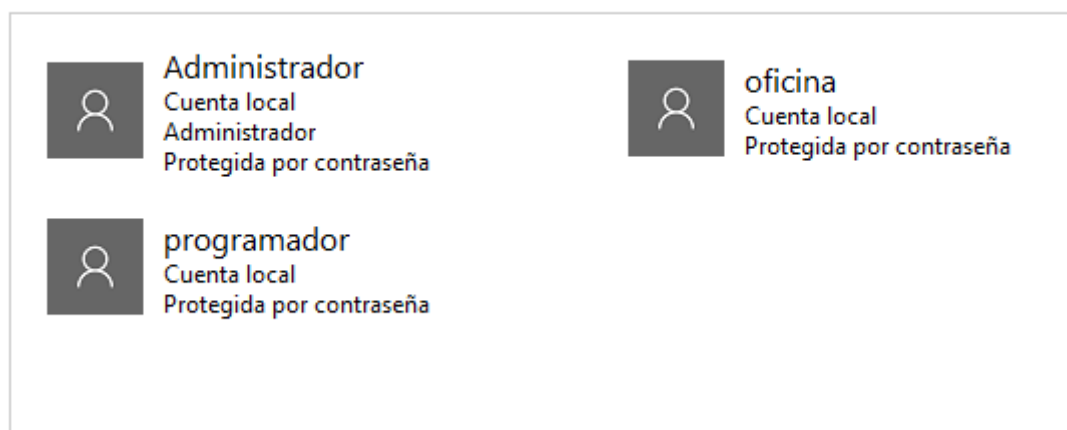 Administrador
Cuenta local
Administrador
Protegida por contraseña
oficina
Cuenta local
Protegida por contraseña
programador
Cuenta local
Protegida por contraseña